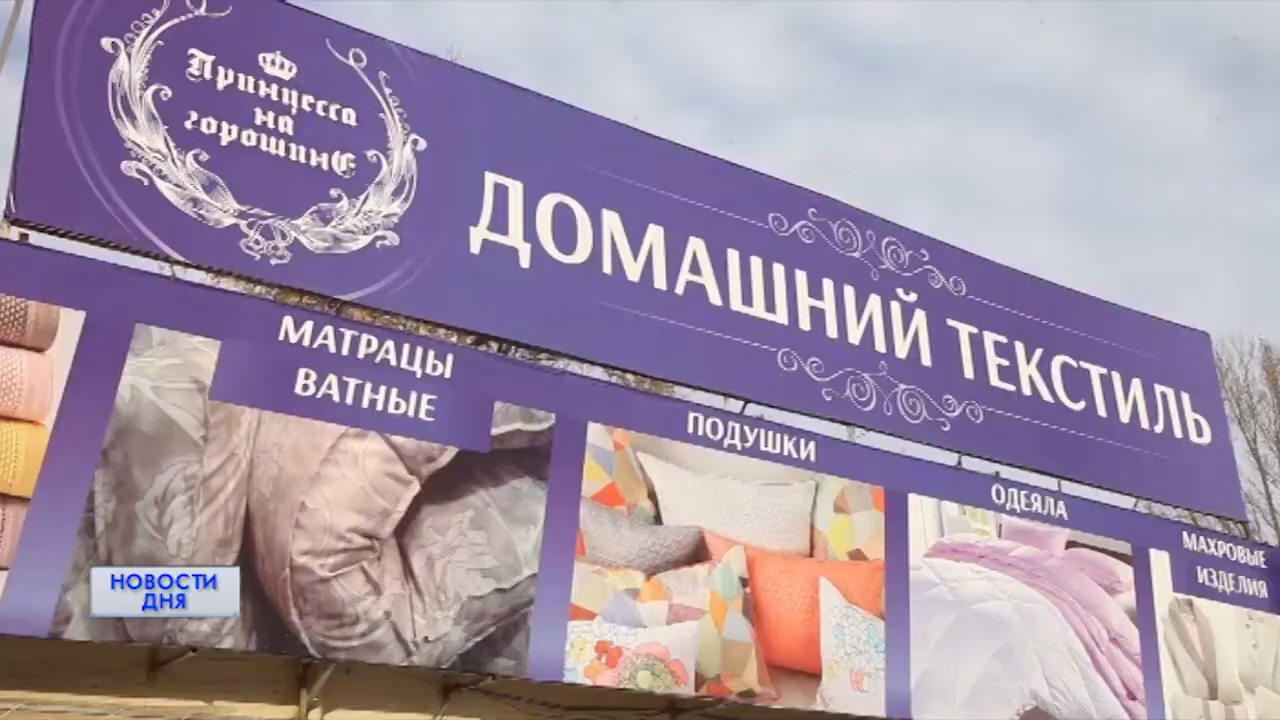 Принцесса
на
горошине
ДОМАШНИЙ ТЕКСТИЛЬ
МАТРАЦЫ
ВАТНЫЕ
ПОДУШКИ
ОДЕЯЛА
МАХРОВЫЕ
ИЗДЕЛИЯ
НОВОСТИ
ДНЯ